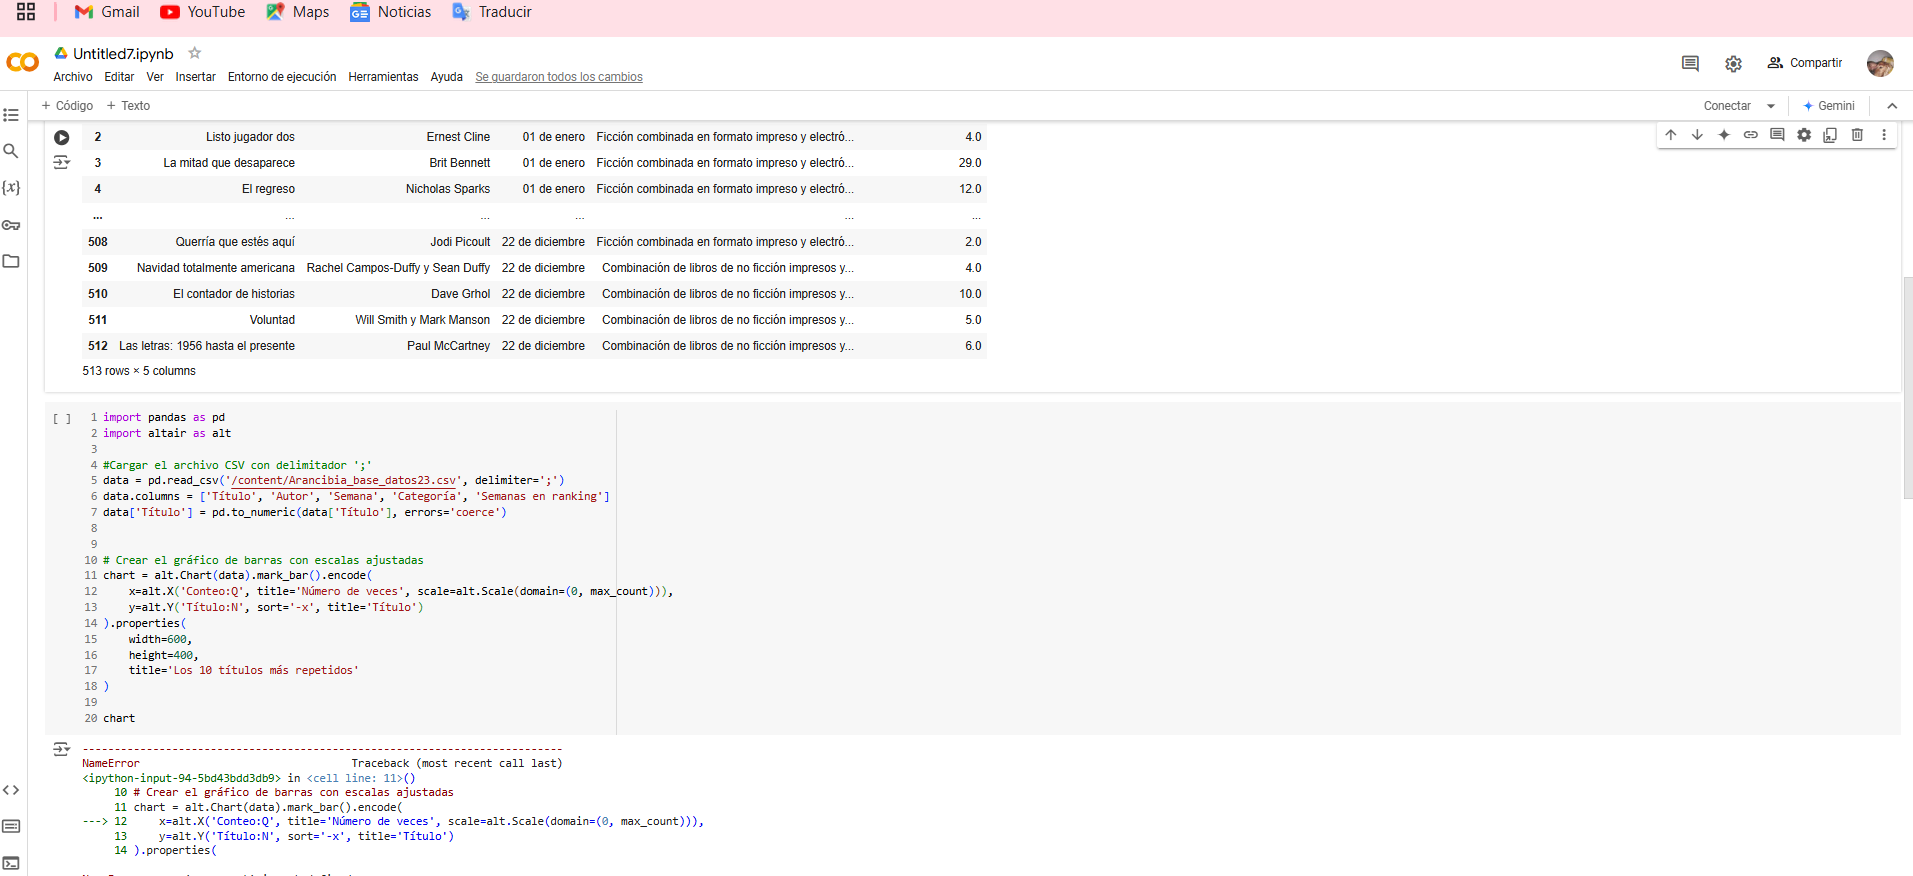 Gmail YouTube Maps Noticias Traducir
Untitled7.ipynb
Archivo Editar Ver Insertar Entorno de ejecución Herramientas Ayuda Se guardaron todos los cambios
Compartir
+ Código + Texto
Conectar Gemini
2 Listo jugador dos Ernest Cline 01 de enero Ficción combinada en formato impreso y electró... 4.0
3 La mitad que desaparece Brit Bennett 01 de enero Ficción combinada en formato impreso y electró... 29.0
4 El regreso Nicholas Sparks 01 de enero Ficción combinada en formato impreso y electró... 12.0
... ... ... ... ... ...
508 Querría que estés aquí Jodi Picoult 22 de diciembre Ficción combinada en formato impreso y electró... 2.0
509 Navidad totalmente americana Rachel Campos-Duffy y Sean Duffy 22 de diciembre Combinación de libros de no ficción impresos y... 4.0
510 El contador de historias Dave Grhol 22 de diciembre Combinación de libros de no ficción impresos y... 10.0
511 Voluntad Will Smith y Mark Manson 22 de diciembre Combinación de libros de no ficción impresos y... 5.0
512 Las letras: 1956 hasta el presente Paul McCartney 22 de diciembre Combinación de libros de no ficción impresos y... 6.0
513 rows × 5 columns
[ ] 1 import pandas as pd
2 import altair as alt
3
4 #Cargar el archivo CSV con delimitador ';'
5 data = pd.read_csv('/content/Arancibia_base_datos23.csv', delimiter=';')
6 data.columns = ['Título', 'Autor', 'Semana', 'Categoría', 'Semanas en ranking']
7 data['Título'] = pd.to_numeric(data['Título'], errors='coerce')
8
9
10 # Crear el gráfico de barras con escalas ajustadas
11 chart = alt.Chart(data).mark_bar().encode(
12 x=alt.X('Conteo:Q', title='Número de veces', scale=alt.Scale(domain=(0, max_count))),
13 y=alt.Y('Título:N', sort='-x', title='Título')
14 ).properties(
15 width=600,
16 height=400,
17 title='Los 10 títulos más repetidos'
18 )
19
20 chart
---------------------------------------------------------------------------
NameError Traceback (most recent call last)
<ipython-input-94-5bd43bdd3db9> in <cell line: 11>()
10 # Crear el gráfico de barras con escalas ajustadas
11 chart = alt.Chart(data).mark_bar().encode(
---> 12 x=alt.X('Conteo:Q', title='Número de veces', scale=alt.Scale(domain=(0, max_count))),
13 y=alt.Y('Título:N', sort='-x', title='Título')
14 ).properties(